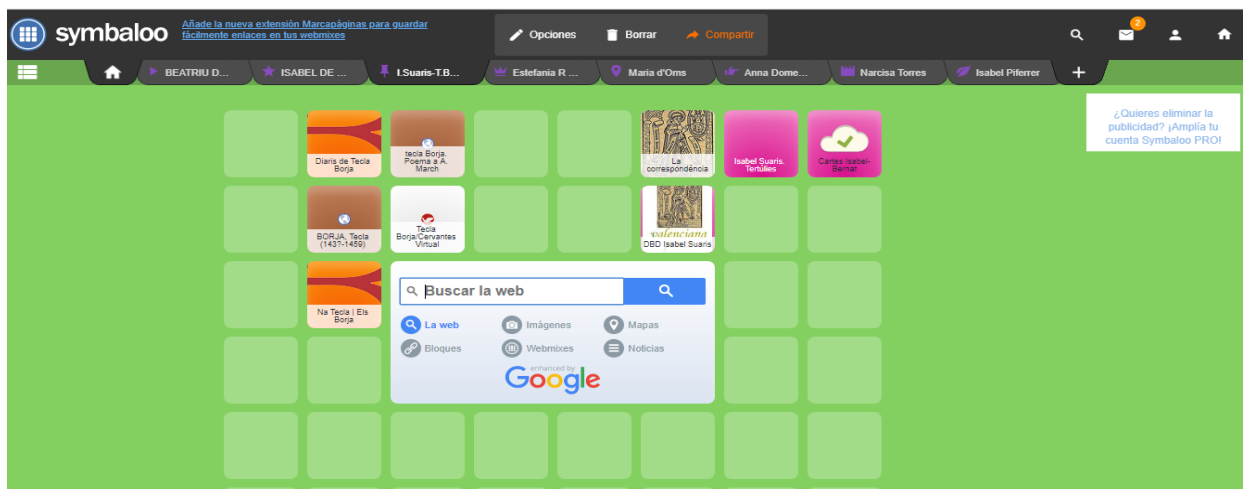 symbaloo
Añade la nueva extensión Marcapáginas para guardar
fácilmente enlaces en tus webmixes
Opciones
Borrar
Compartir
2
BEATRIU D...
ISABEL DE ...
I.Suaris-T.B...
Estefania R ...
Maria d'Oms
Anna Dome...
Narcisa Torres
Isabel Piferrer
+
¿Quieres eliminar la
publicidad? ¡Amplía tu
cuenta Symbaloo PRO!
Diaris de Tecla
Borja
tecla Borja.
Poema a A.
March
La
correspondència
Isabel Suaris.
Tertúlies
Cartes Isabel-
Bernat
BORJA, Tecla
(1437-1459)
Tecla
Borja/Cervantes
Virtual
valenciana
DBD Isabel Suaris
Na Tecla | Els
Borja
Buscar la web
La web
Imágenes
Mapas
Bloques
Webmixes
Noticias
enhanced by
Google